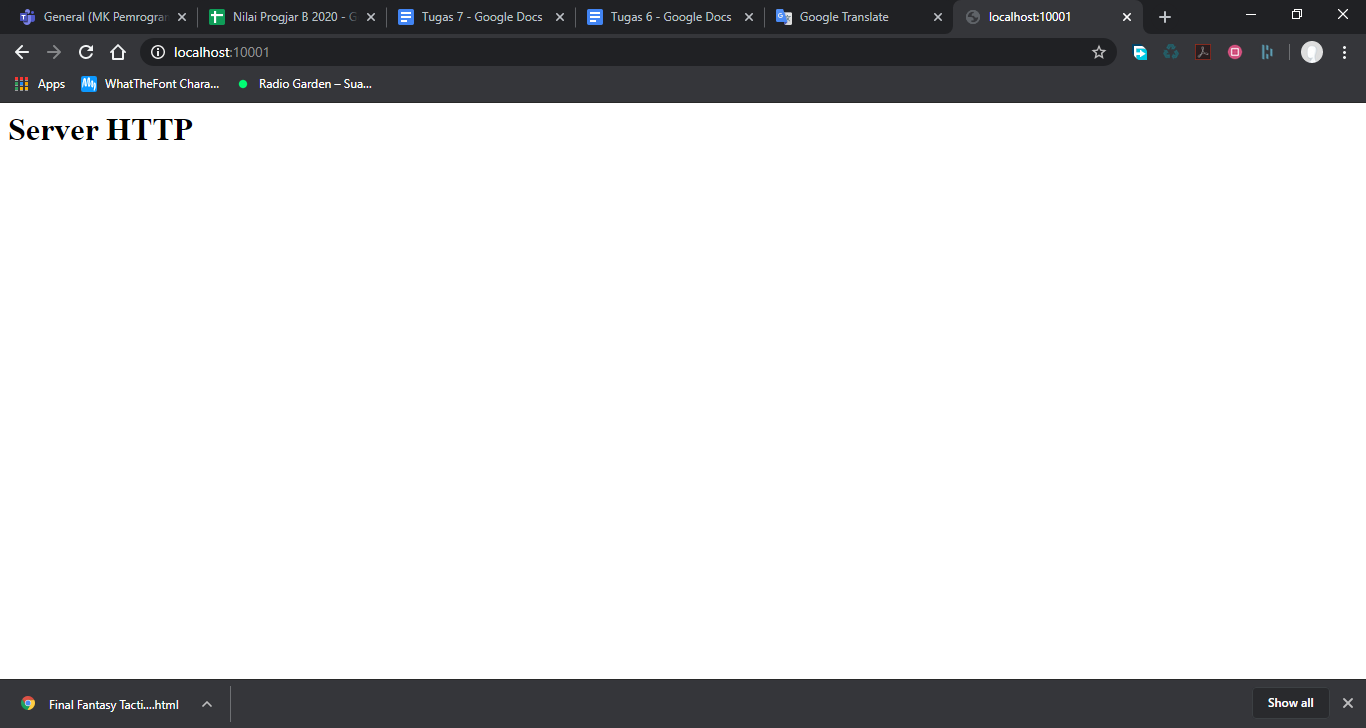 General (MK Pemrogran
Nilai Progjar B 2020 - G
Tugas 7 - Google Docs
Tugas 6 - Google Docs
Google Translate
localhost:10001
localhost:10001
Apps
WhatTheFont Chara...
Radio Garden – Sua...
Server HTTP
Final Fantasy Tacti....html
Show all